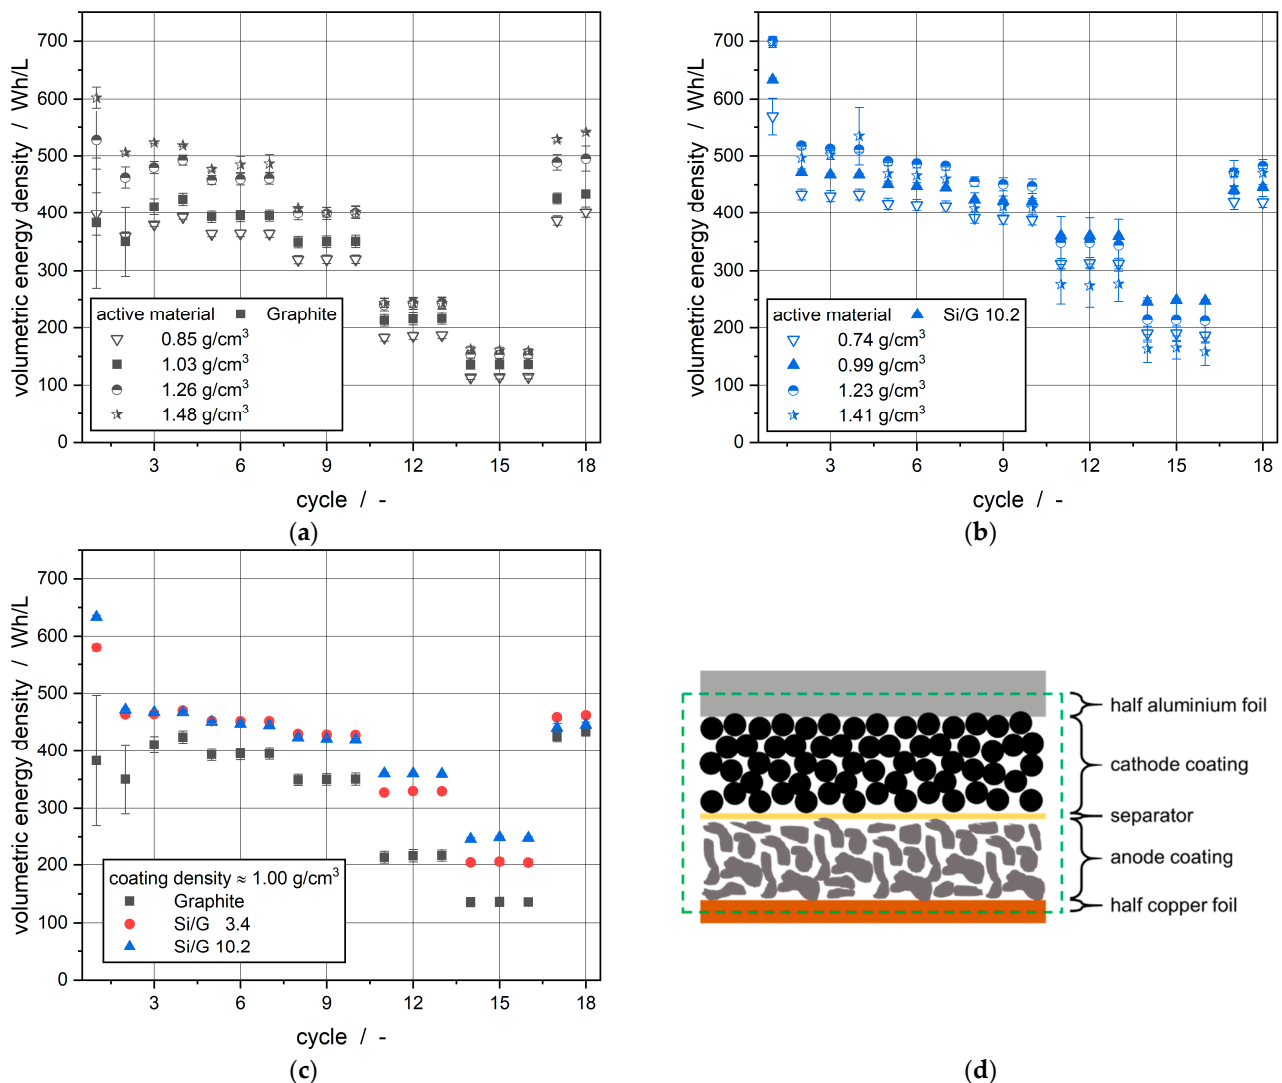 volumetric energy density / Wh/L
700
600
500
400
300
200
100
0
active material Graphite
0.85 g/cm³
1.03 g/cm³
1.26 g/cm³
1.48 g/cm³
3 6 9 12 15 18
cycle / -
(a)
volumetric energy density / Wh/L
700
600
500
400
300
200
100
0
active material Si/G 10.2
0.74 g/cm³
0.99 g/cm³
1.23 g/cm³
1.41 g/cm³
3 6 9 12 15 18
cycle / -
(b)
volumetric energy density / Wh/L
700
600
500
400
300
200
100
0
coating density ≈ 1.00 g/cm³
Graphite
Si/G 3.4
Si/G 10.2
3 6 9 12 15 18
cycle / -
(c)
half aluminium foil
cathode coating
separator
anode coating
half copper foil
(d)